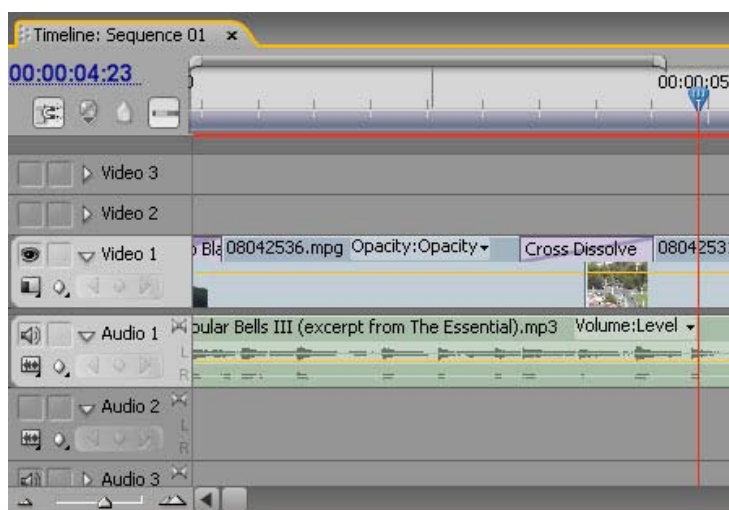 Timeline: Sequence 01 x
00:00:04:23
00:00:05
Video 3
Video 2
Video 1
08042536.mpg Opacity:Opacity
Cross Dissolve
Audio 1
(excerpt from The Essential).mp3 Volume:Level
Bells III
L
R
Audio 2
L
R
Audio 3